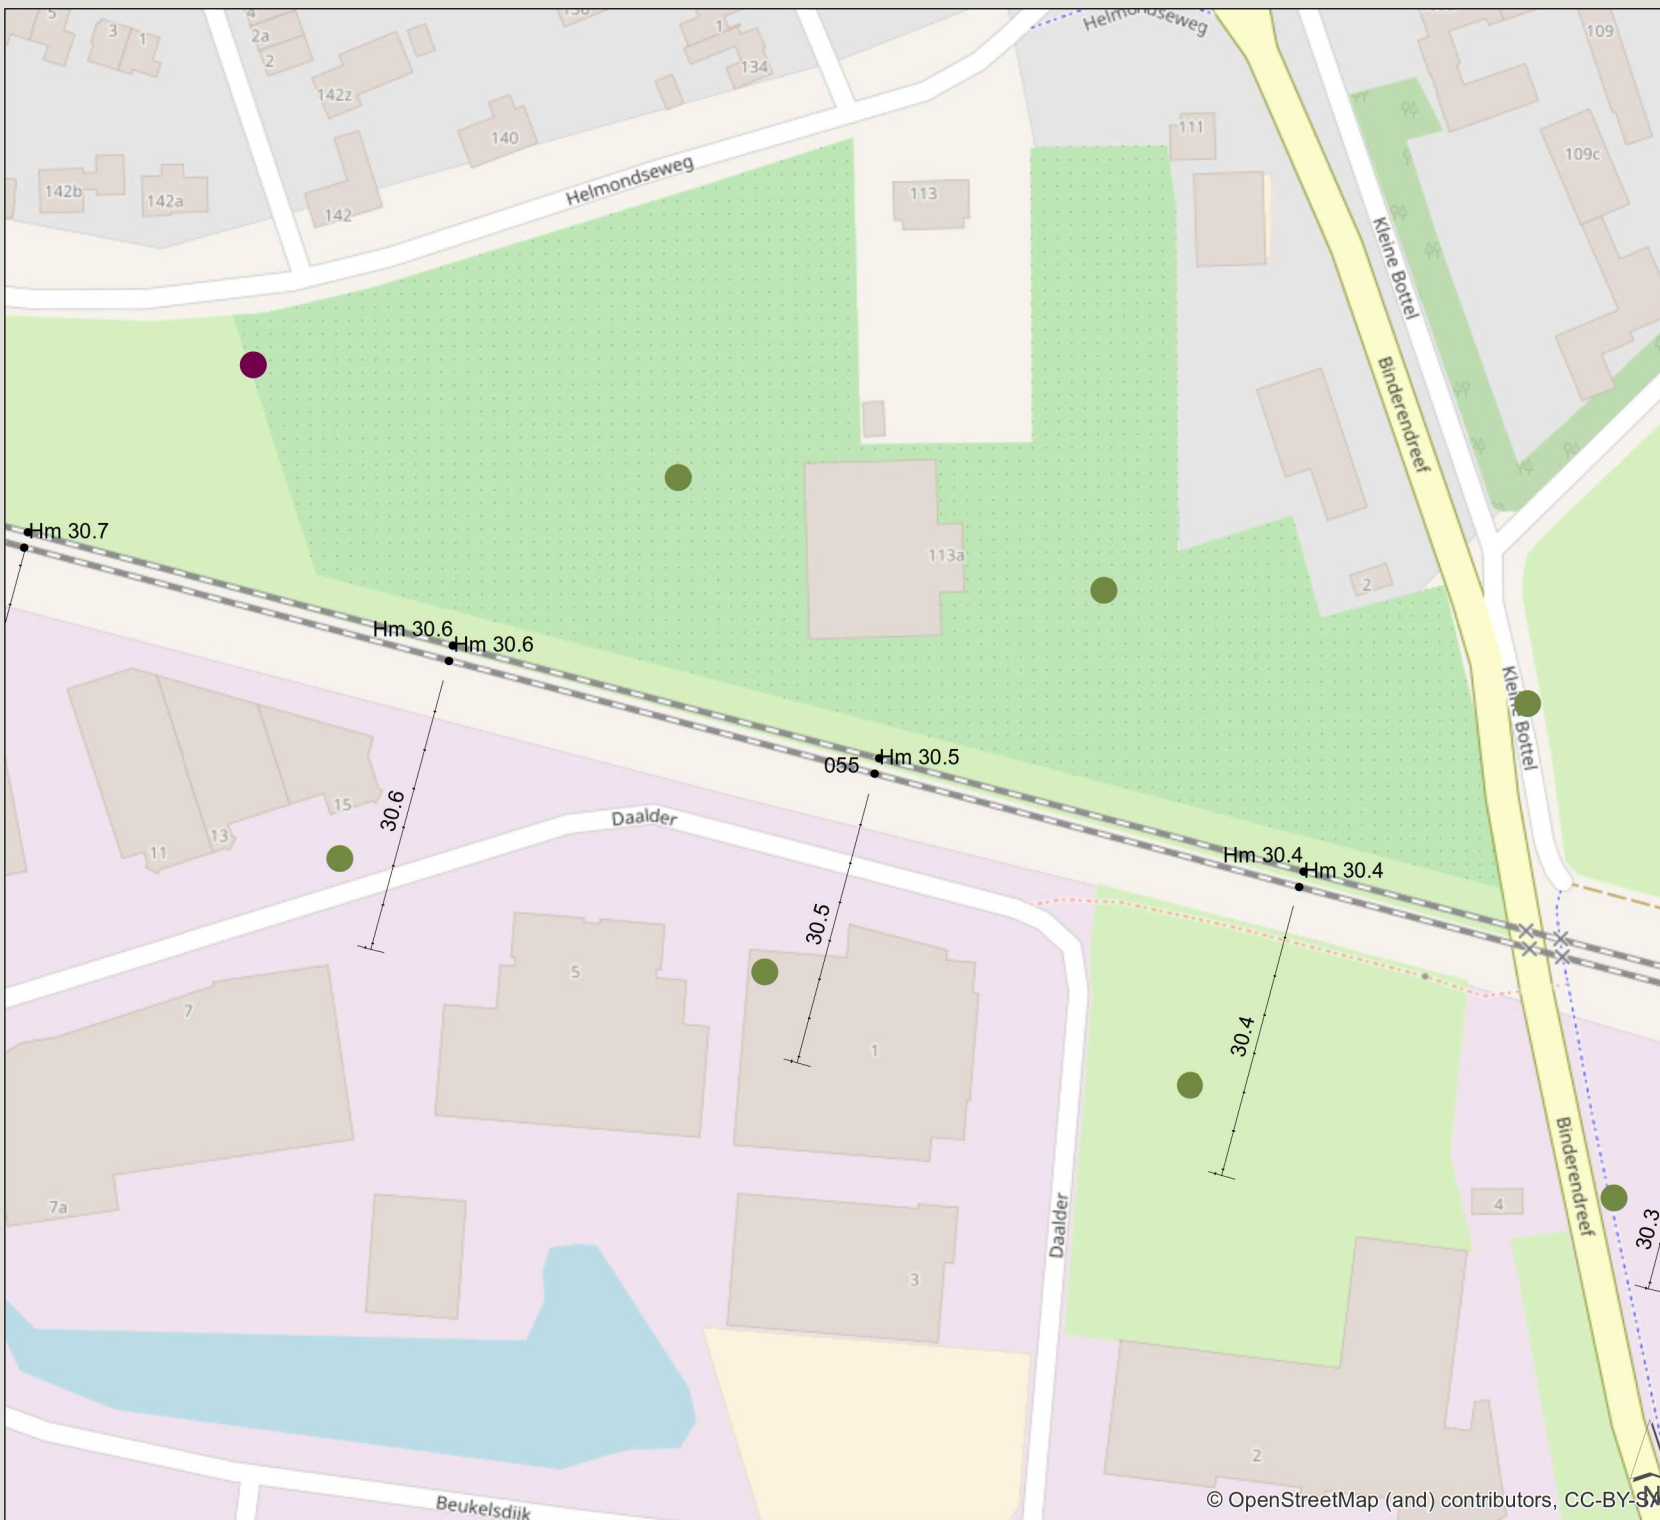 5
3
1
2a
2
142z
140
134
1
Helmondseweg
109
111
109c
142b
142a
142
Helmondseweg
113
Kleine Bottel
Binderendreef
Hm 30.7
113a
2
Hm 30.6
Hm 30.6
Kleine Bottel
055
Hm 30.5
15
30.6
13
11
Daalder
Hm 30.4
Hm 30.4
30.5
5
7
1
30.4
Binderendreef
7a
4
Daalder
30.3
3
2
Beukelsdijk
© OpenStreetMap (and) contributors, CC-BY-SA
N